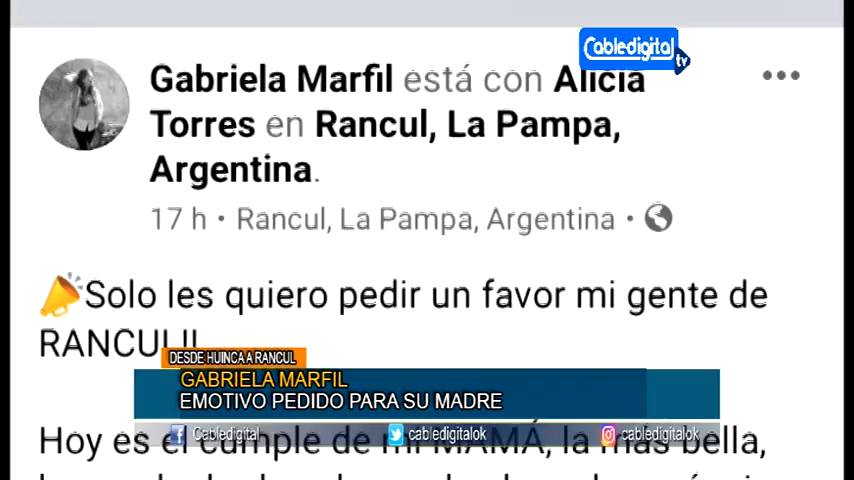 Cabledigital
tv
Gabriela Marfil está con Alicia
Torres en Rancul, La Pampa,
Argentina.
17 h • Rancul, La Pampa, Argentina •
Solo les quiero pedir un favor mi gente de
RANCUL!!
DESDE HUINCA A RANCUL
GABRIELA MARFIL
EMOTIVO PEDIDO PARA SU MADRE
Cabledigital cabledigitalok cabledigitalok
Hoy es el cumple de mi MAMÁ, la más bella,